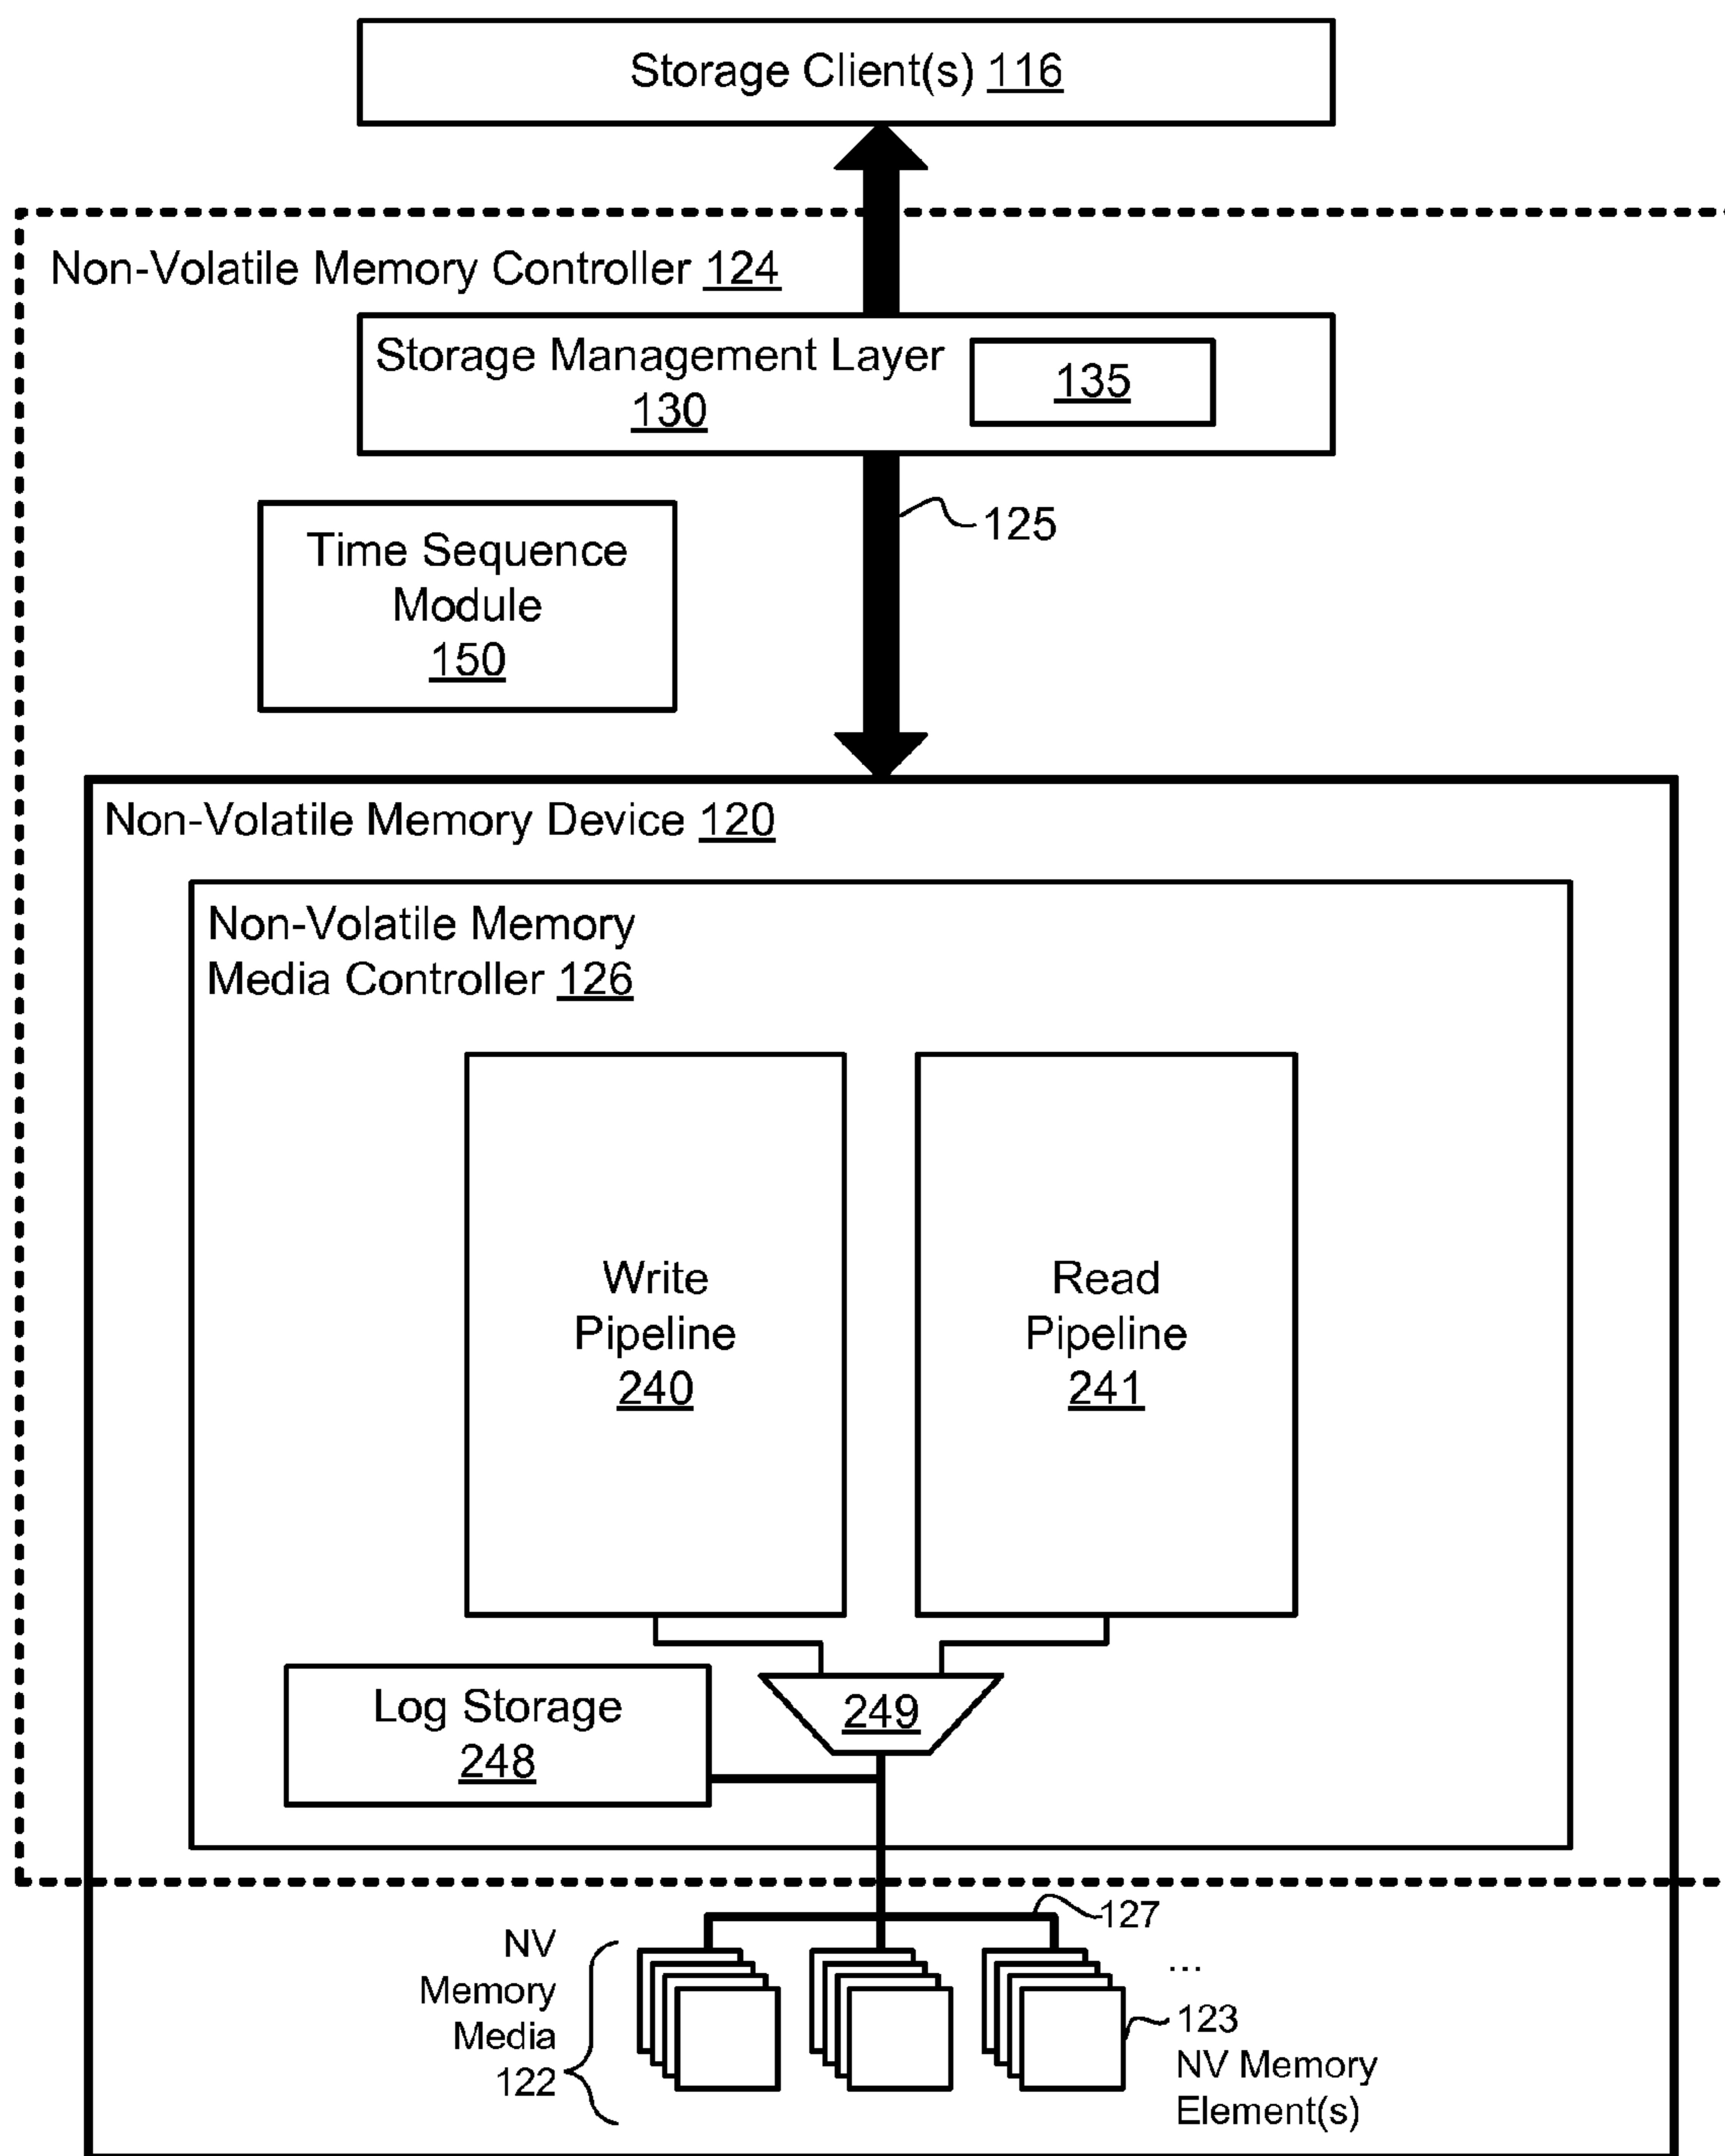 Storage Client(s) 116
Non-Volatile Memory Controller 124
Storage Management Layer
130
135
125
Time Sequence
Module
150
Non-Volatile Memory Device 120
Non-Volatile Memory
Media Controller 126
Write
Pipeline
240
Read
Pipeline
241
249
Log Storage
248
127
NV
Memory
Media
122
...
123
NV Memory
Element(s)